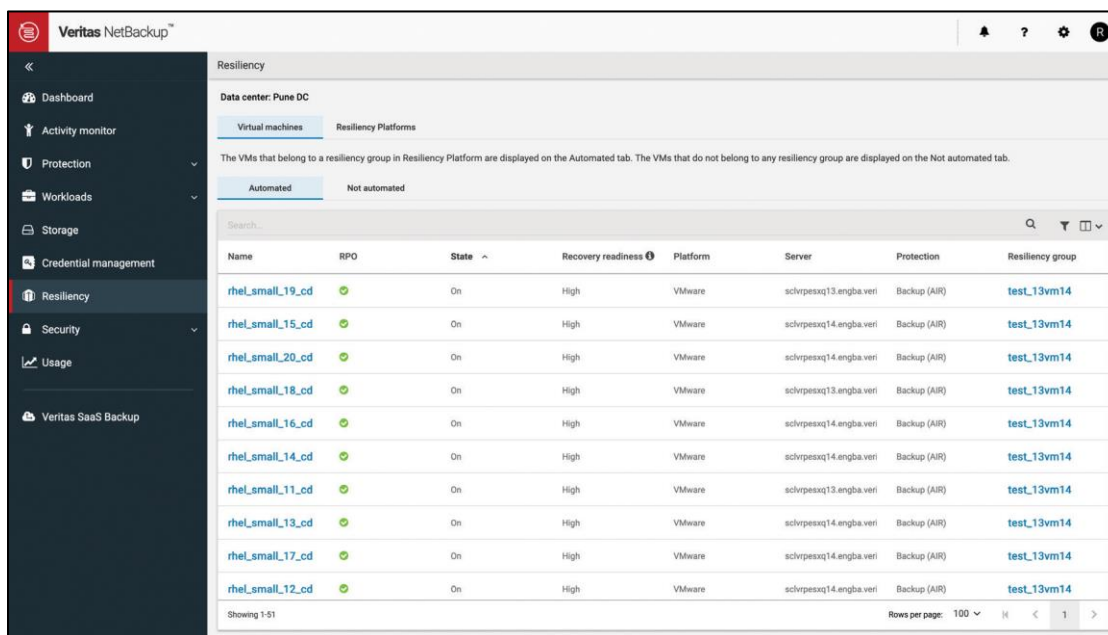 Veritas NetBackup™
?
R
«
Resiliency
Dashboard
Activity monitor
Protection
Workloads
Storage
Credential management
Resiliency
Security
Usage
Veritas SaaS Backup
Data center: Pune DC
Virtual machines Resiliency Platforms
The VMs that belong to a resiliency group in Resiliency Platform are displayed on the Automated tab. The VMs that do not belong to any resiliency group are displayed on the Not automated tab.
Automated Not automated
Search...
Name RPO State Recovery readiness Platform Server Protection Resiliency group
rhel_small_19_cd On High VMware sclvrpesxq13.engba.veri Backup (AIR) test_13vm14
rhel_small_15_cd On High VMware sclvrpesxq14.engba.veri Backup (AIR) test_13vm14
rhel_small_20_cd On High VMware sclvrpesxq14.engba.veri Backup (AIR) test_13vm14
rhel_small_18_cd On High VMware sclvrpesxq13.engba.veri Backup (AIR) test_13vm14
rhel_small_16_cd On High VMware sclvrpesxq14.engba.veri Backup (AIR) test_13vm14
rhel_small_14_cd On High VMware sclvrpesxq14.engba.veri Backup (AIR) test_13vm14
rhel_small_11_cd On High VMware sclvrpesxq13.engba.veri Backup (AIR) test_13vm14
rhel_small_13_cd On High VMware sclvrpesxq14.engba.veri Backup (AIR) test_13vm14
rhel_small_17_cd On High VMware sclvrpesxq14.engba.veri Backup (AIR) test_13vm14
rhel_small_12_cd On High VMware sclvrpesxq14.engba.veri Backup (AIR) test_13vm14
Showing 1-51 Rows per page: 100 1